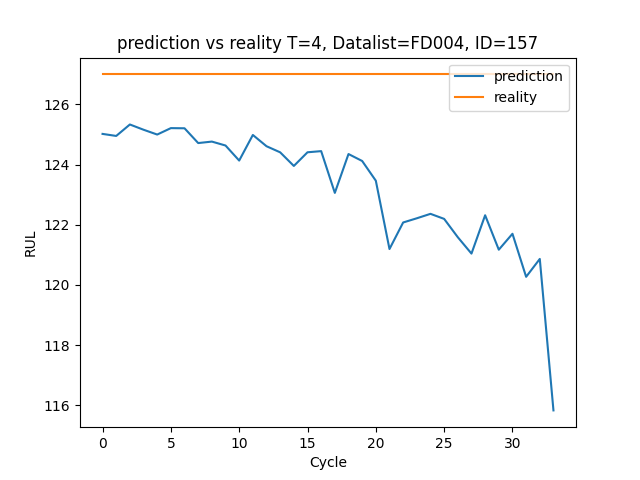 prediction vs reality T=4, Datalist=FD004, ID=157
prediction
reality
126
124
122
120
118
116
RUL
0 5 10 15 20 25 30
Cycle